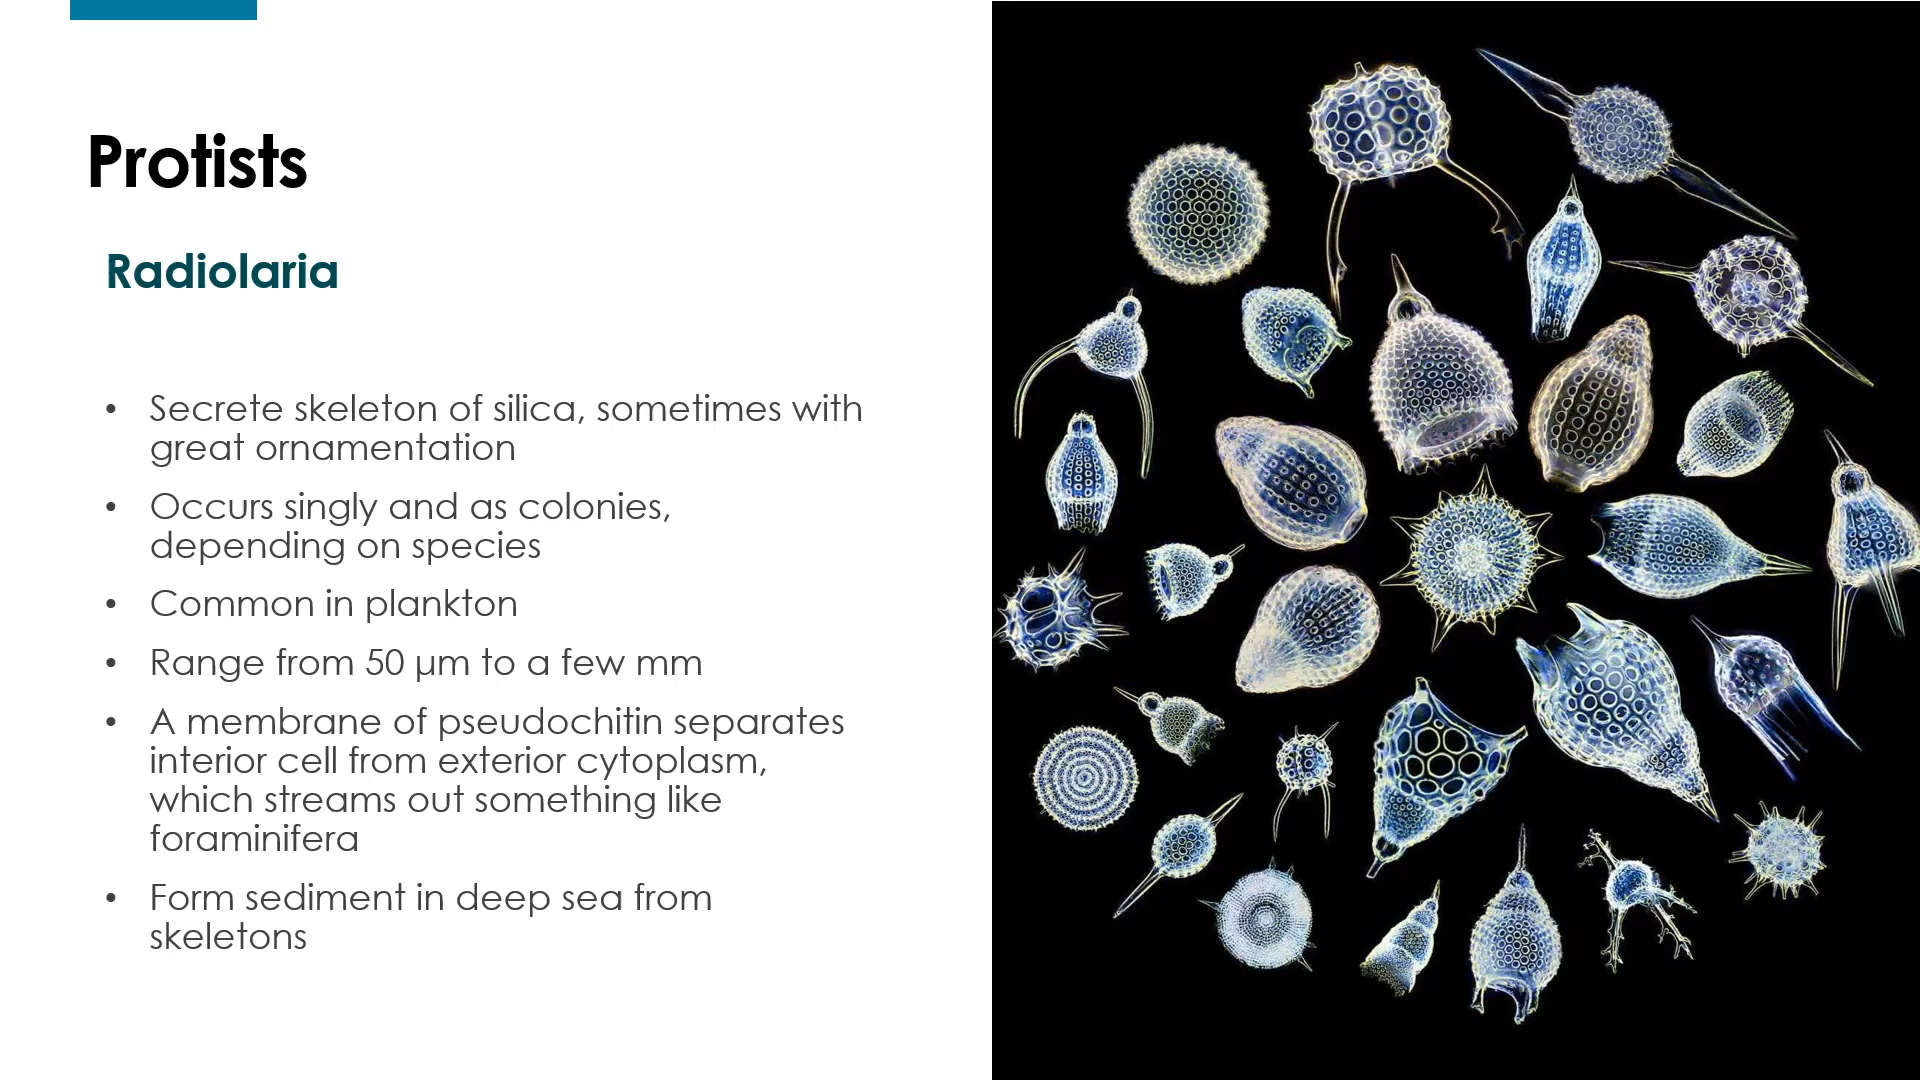 Protists
Radiolaria
• Secrete skeleton of silica, sometimes with
great ornamentation
• Occurs singly and as colonies,
depending on species
• Common in plankton
• Range from 50 µm to a few mm
• A membrane of pseudochitin separates
interior cell from exterior cytoplasm,
which streams out something like
foraminifera
• Form sediment in deep sea from
skeletons